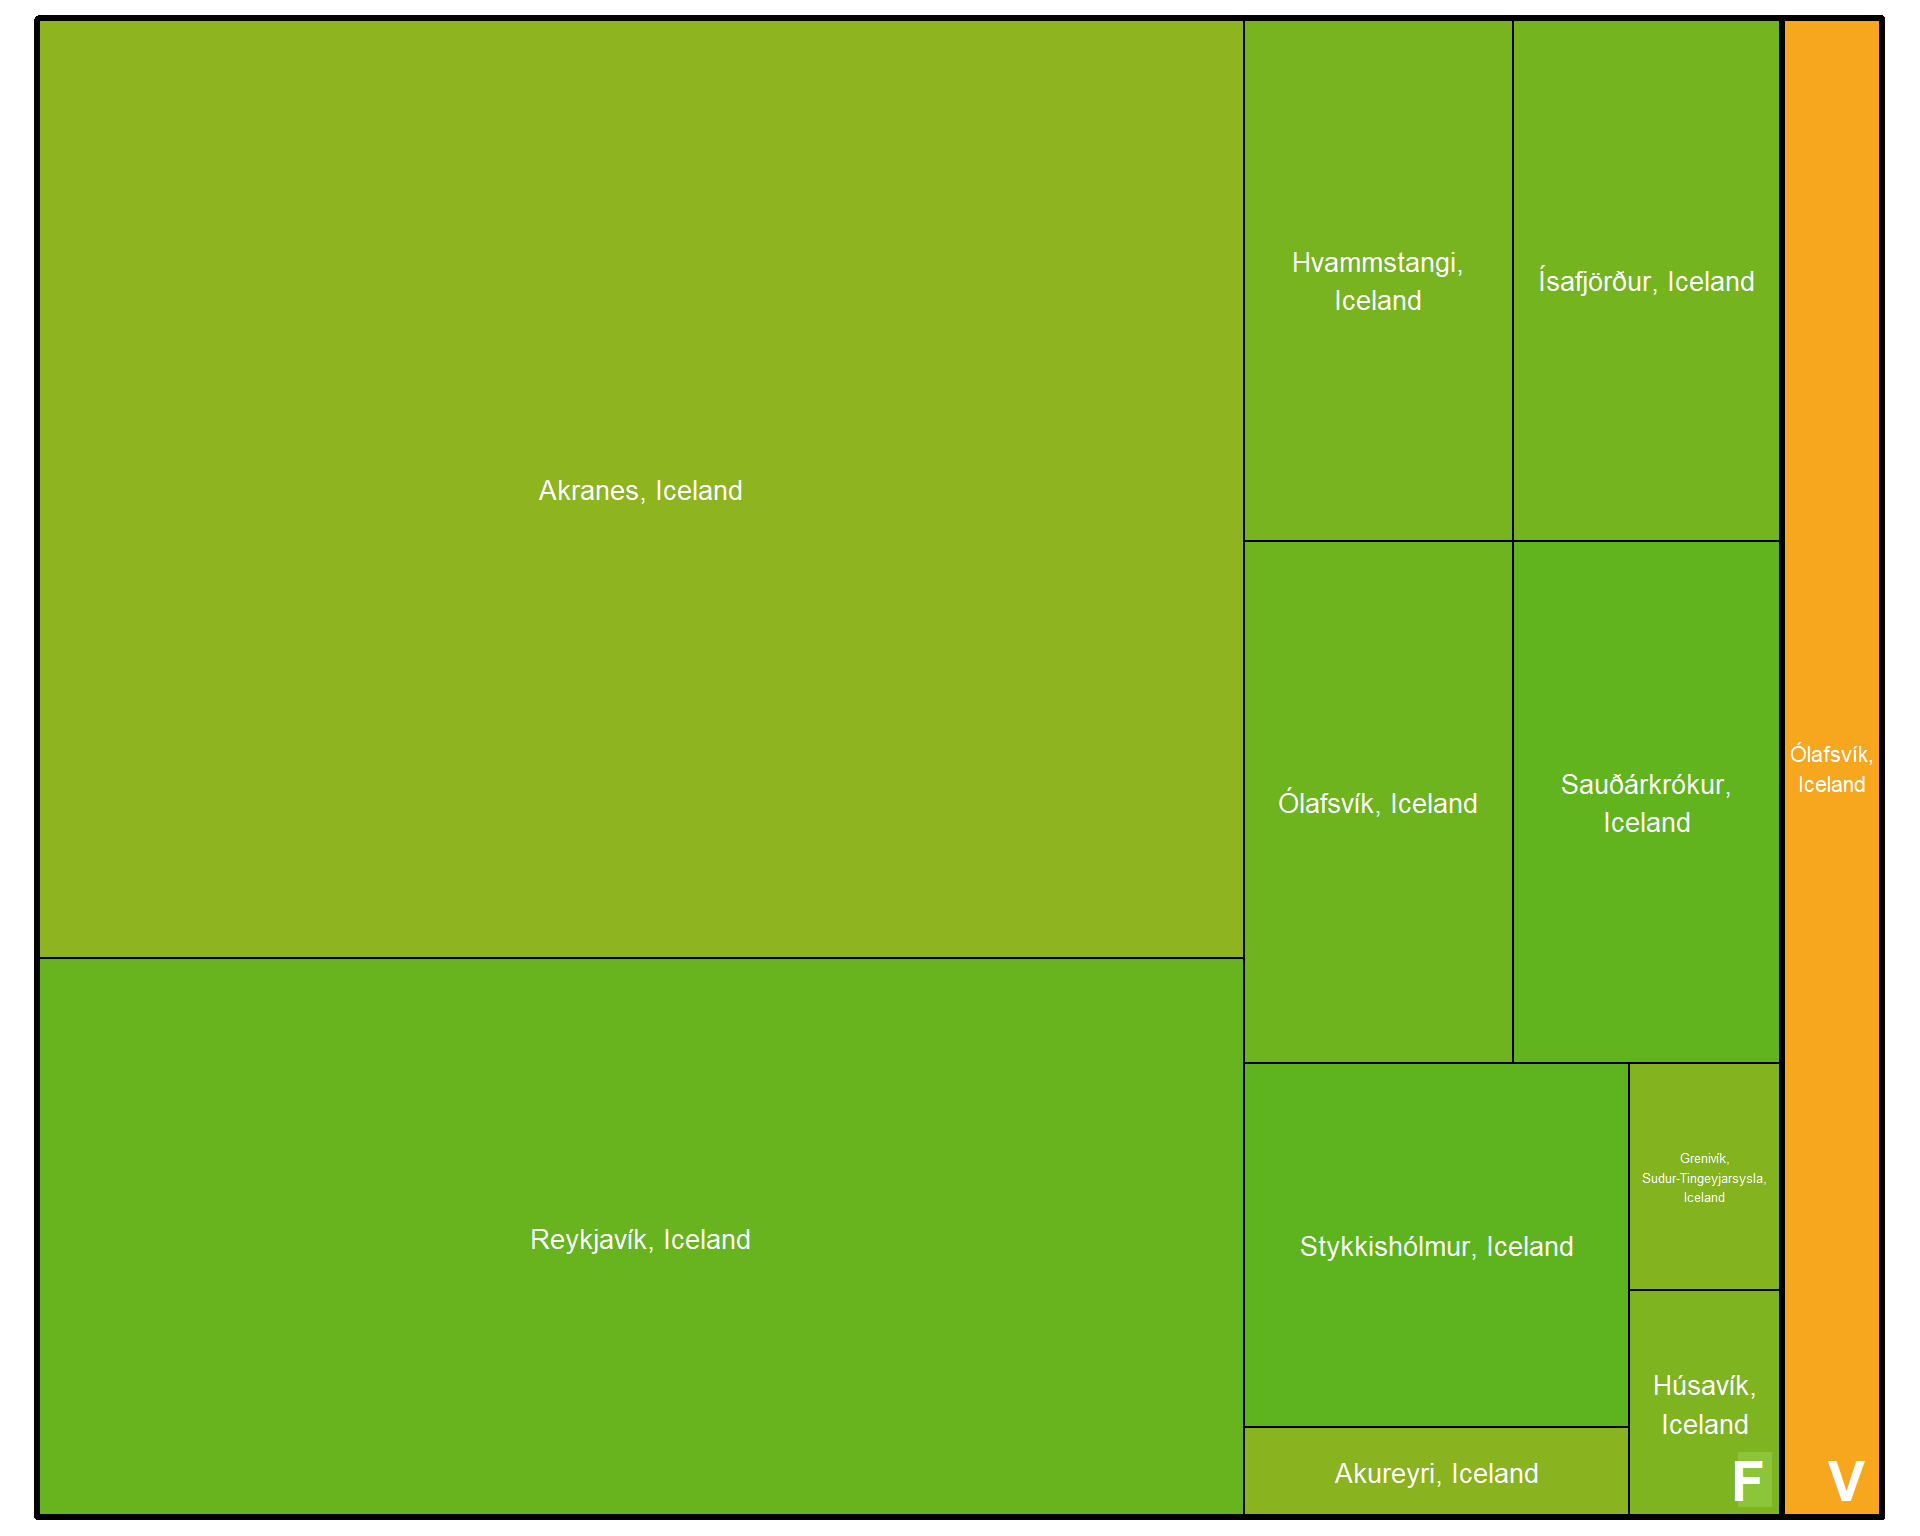 Akranes, Iceland
Reykjavík, Iceland
Hvammstangi,
Iceland
Ísafjörður, Iceland
Ólafsvík, Iceland
Sauðárkrókur,
Iceland
Stykkishólmur, Iceland
Grenivík,
Sudur-Tingeyjarsysla,
Iceland
Húsavík,
Iceland
Akureyri, Iceland
F
Ólafsvík,
Iceland
V